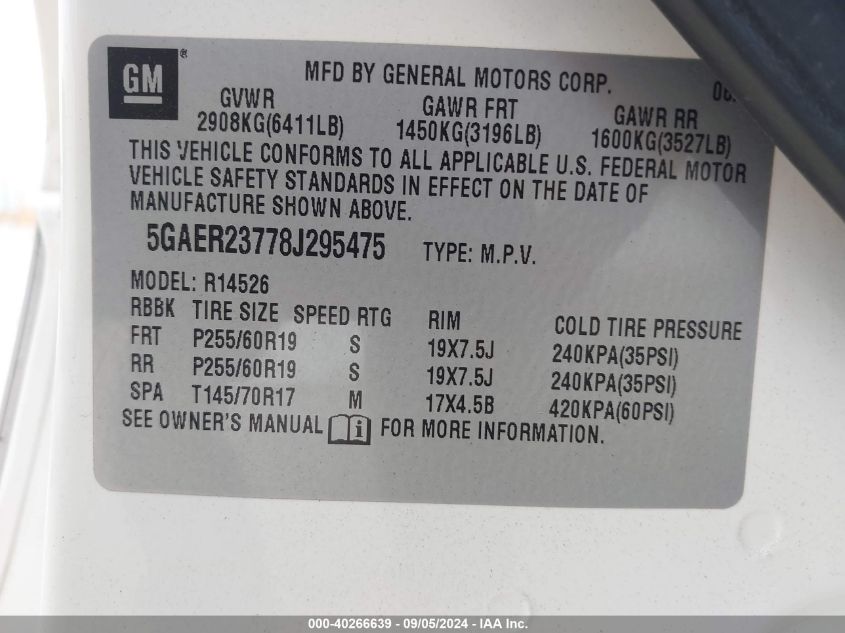 GM ®
MFD BY GENERAL MOTORS CORP.
GVWR GAWR FRT GAWR RR
2908KG(6411LB) 1450KG(3196LB) 1600KG(3527LB)
THIS VEHICLE CONFORMS TO ALL APPLICABLE U.S. FEDERAL MOTOR
VEHICLE SAFETY STANDARDS IN EFFECT ON THE DATE OF
MANUFACTURE SHOWN ABOVE.
5GAER23778J295475 TYPE: M.P.V.
MODEL: R14526
RBBK TIRE SIZE SPEED RTG RIM COLD TIRE PRESSURE
FRT P255/60R19 S 19X7.5J 240KPA(35PSI)
RR P255/60R19 S 19X7.5J 240KPA(35PSI)
SPA T145/70R17 M 17X4.5B 420KPA(60PSI)
SEE OWNER'S MANUAL i FOR MORE INFORMATION.
000-40266639 - 09/05/2024 - IAA Inc.